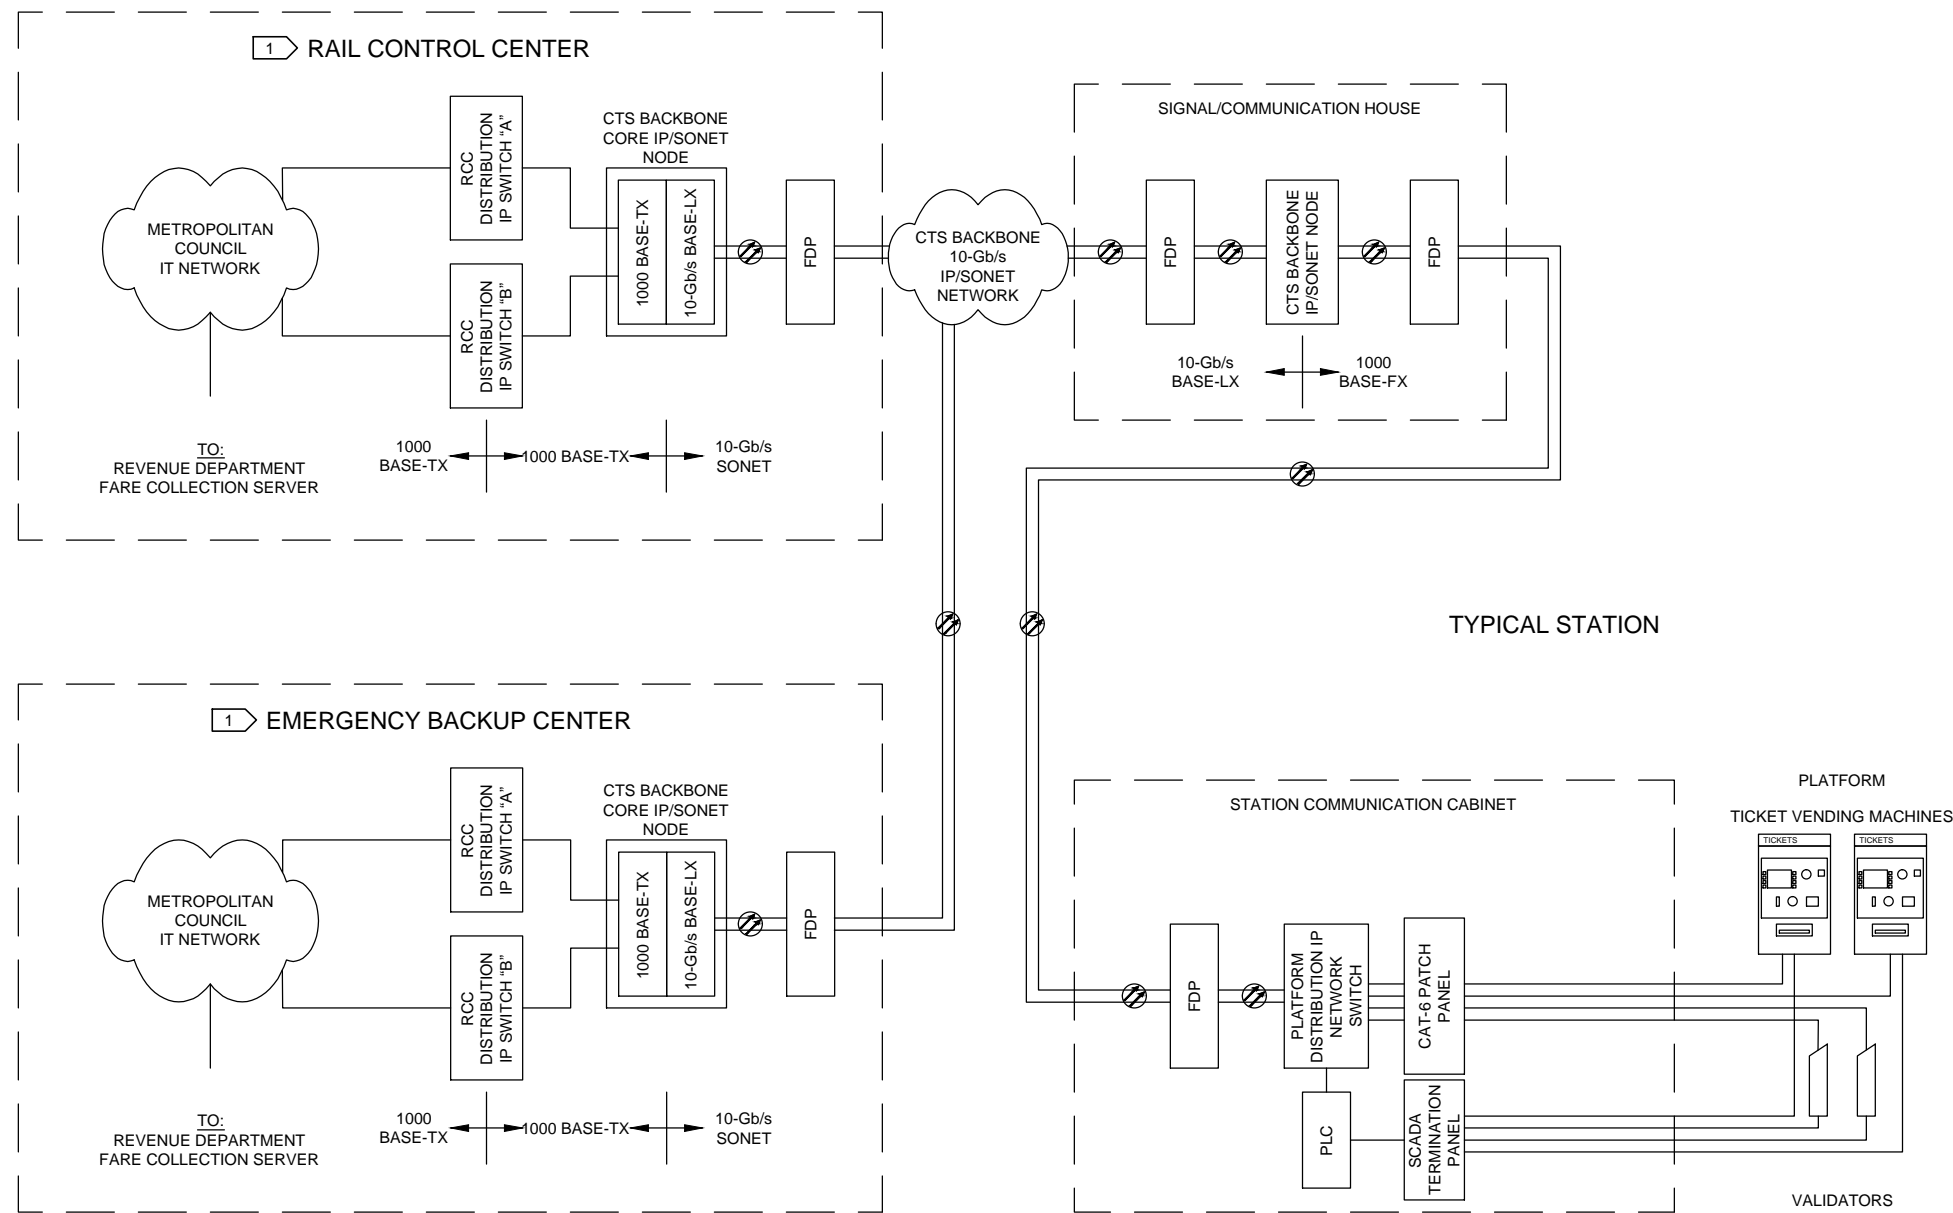 1 RAIL CONTROL CENTER
METROPOLITAN
COUNCIL
IT NETWORK
RCC
DISTRIBUTION
IP SWITCH "A"
RCC
DISTRIBUTION
IP SWITCH "B"
CTS BACKBONE
CORE IP/SONET
NODE
1000 BASE-TX
10-Gb/s BASE-LX
FDP
TO:
REVENUE DEPARTMENT
FARE COLLECTION SERVER
1000
BASE-TX
1000 BASE-TX
10-Gb/s
SONET
CTS BACKBONE
10-Gb/s
IP/SONET
NETWORK
SIGNAL/COMMUNICATION HOUSE
FDP
CTS BACKBONE
IP/SONET NODE
FDP
10-Gb/s
BASE-LX
1000
BASE-FX
TYPICAL STATION
1 EMERGENCY BACKUP CENTER
METROPOLITAN
COUNCIL
IT NETWORK
RCC
DISTRIBUTION
IP SWITCH "A"
RCC
DISTRIBUTION
IP SWITCH "B"
CTS BACKBONE
CORE IP/SONET
NODE
1000 BASE-TX
10-Gb/s BASE-LX
FDP
TO:
REVENUE DEPARTMENT
FARE COLLECTION SERVER
1000
BASE-TX
1000 BASE-TX
10-Gb/s
SONET
STATION COMMUNICATION CABINET
FDP
PLATFORM
DISTRIBUTION IP
NETWORK
SWITCH
CAT-6 PATCH
PANEL
PLC
SCADA
TERMINATION
PANEL
PLATFORM
TICKET VENDING MACHINES
TICKETS
TICKETS
VALIDATORS